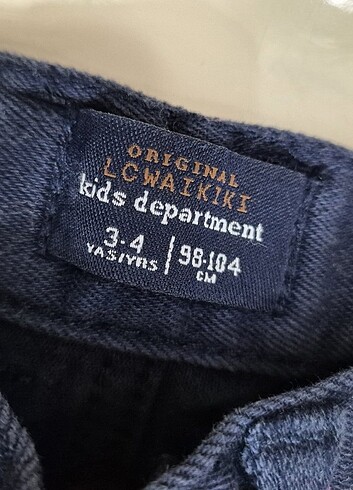 ORIGINAL
LCWAIKIKI
kids department
3-4 | 98-104
YAŞ/YRS CM